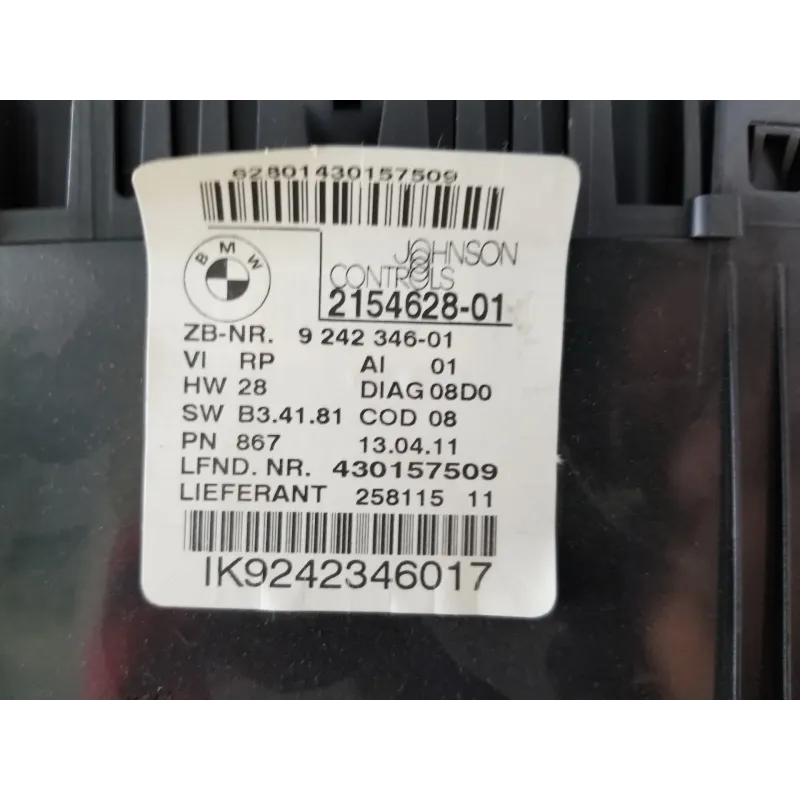 62801430157509
BMW
JOHNSON
CONTROLS
2154628-01
ZB-NR. 9 242 346-01
VI RP AI 01
HW 28 DIAG 08D0
SW B3.41.81 COD 08
PN 867 13.04.11
LFND. NR. 430157509
LIEFERANT 258115 11
IK9242346017